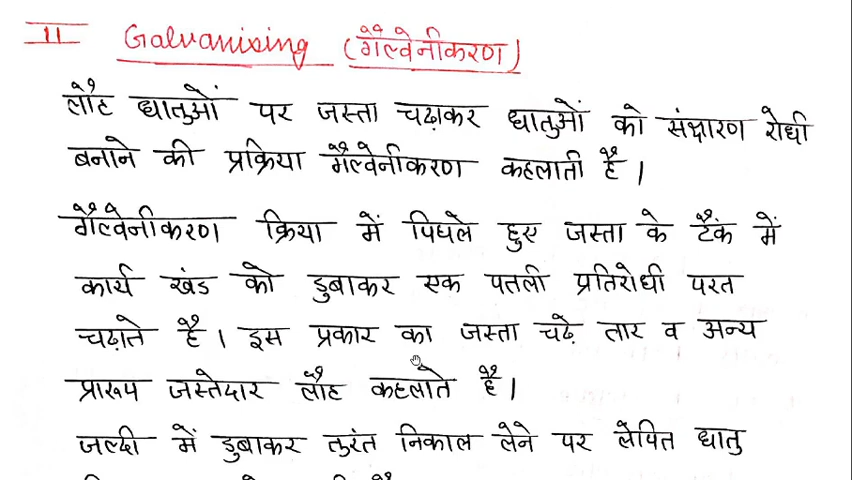 11 Galvanixing (गैल्वेनीकरण)
लौह धातुओं पर जस्ता चढ़ाकर धातुओं को संक्षारण रोधी
बनाने की प्रक्रिया गैल्वेनीकरण कहलाती है।
गैल्वेनीकरण क्रिया में पिघले हुए जस्ता के टैंक में
कार्य खंड को डुबाकर एक पतली प्रतिरोधी परत
चढ़ाते है। इस प्रकार का जस्ता चढ़े तार व अन्य
प्रारूप जस्तेदार लौह कहलाते है।
जल्दी में डुबाकर तुरंत निकाल लेने पर लेपित धातु